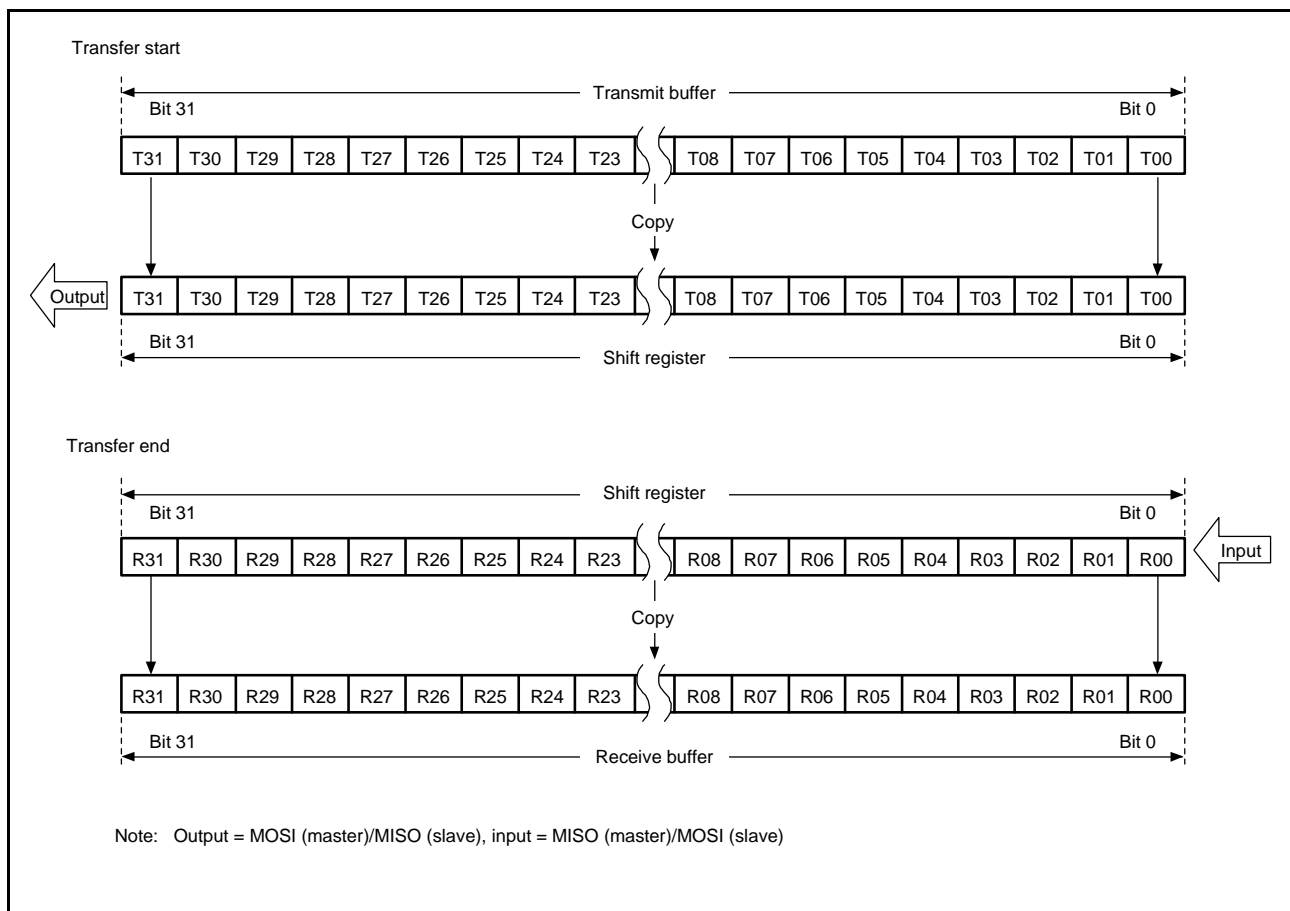 Transfer start
Transmit buffer
Bit 31 Bit 0
T31 T30 T29 T28 T27 T26 T25 T24 T23 T08 T07 T06 T05 T04 T03 T02 T01 T00
Copy
Output T31 T30 T29 T28 T27 T26 T25 T24 T23 T08 T07 T06 T05 T04 T03 T02 T01 T00
Bit 31 Bit 0
Shift register
Transfer end
Shift register
Bit 31 Bit 0
R31 R30 R29 R28 R27 R26 R25 R24 R23 R08 R07 R06 R05 R04 R03 R02 R01 R00 Input
Copy
R31 R30 R29 R28 R27 R26 R25 R24 R23 R08 R07 R06 R05 R04 R03 R02 R01 R00
Bit 31 Bit 0
Receive buffer
Note: Output = MOSI (master)/MISO (slave), input = MISO (master)/MOSI (slave)